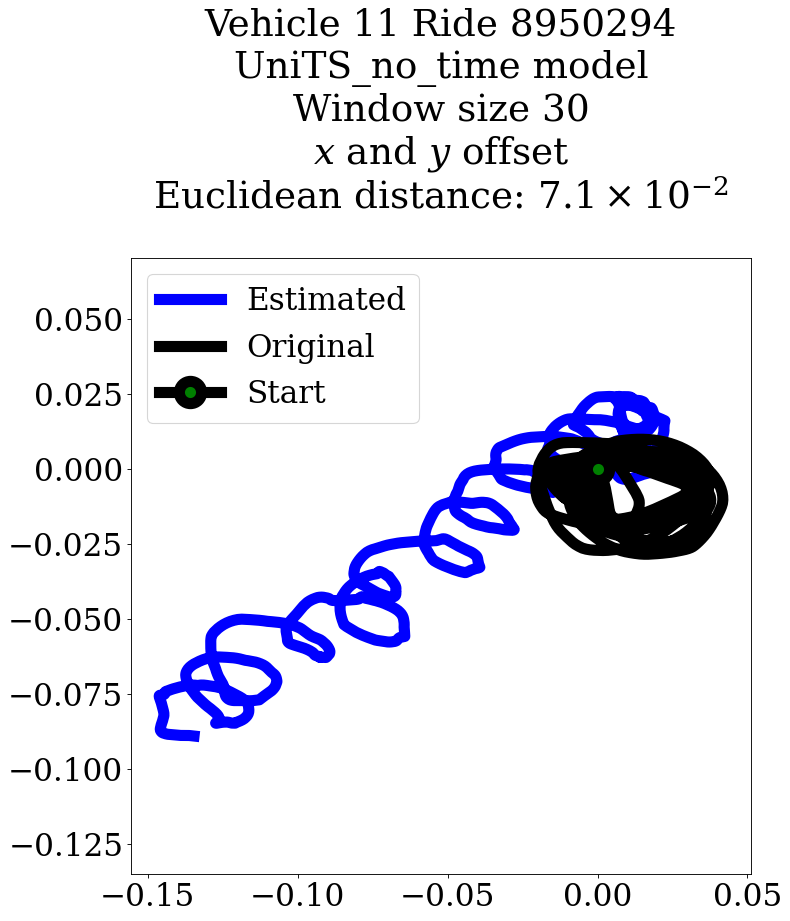 Vehicle 11 Ride 8950294
UniTS_no_time model
Window size 30
x and y offset
Euclidean distance: 7.1 × 10⁻²
Estimated
Original
Start
0.050
0.025
0.000
−0.025
−0.050
−0.075
−0.100
−0.125
−0.15 −0.10 −0.05 0.00 0.05